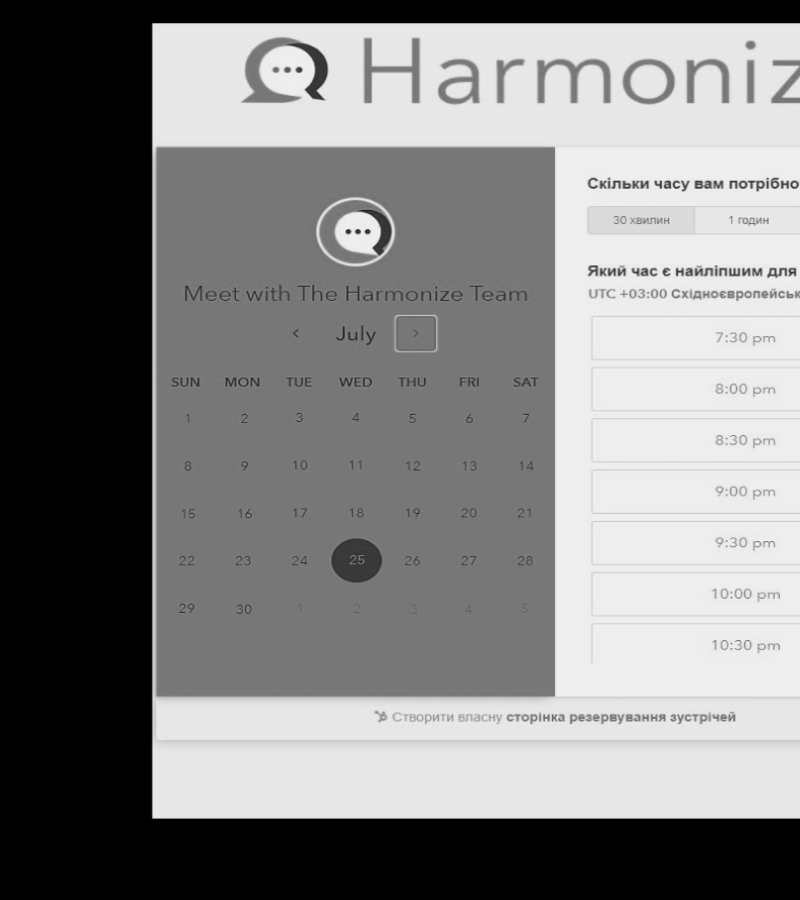 Harmoniz
Meet with The Harmonize Team
< July >
SUN MON TUE WED THU FRI SAT
1 2 3 4 5 6 7
8 9 10 11 12 13 14
15 16 17 18 19 20 21
22 23 24 25 26 27 28
29 30 1 2 3 4 5
Скільки часу вам потрібно
30 хвилин 1 годин
Який час є найліпшим для
UTC +03:00 Східноєвропейськ
7:30 pm
8:00 pm
8:30 pm
9:00 pm
9:30 pm
10:00 pm
10:30 pm
Створити власну сторінка резервування зустрічей